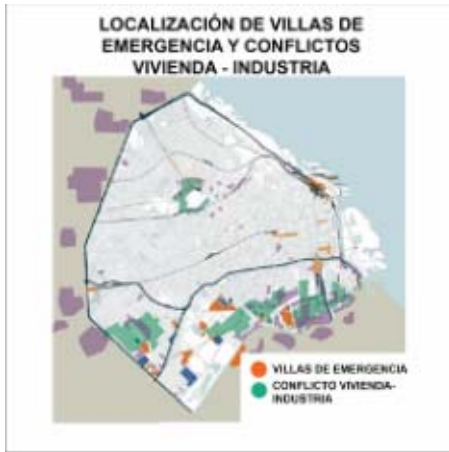 LOCALIZACIÓN DE VILLAS DE
EMERGENCIA Y CONFLICTOS
VIVIENDA - INDUSTRIA
VILLAS DE EMERGENCIA
CONFLICTO VIVIENDA-
INDUSTRIA